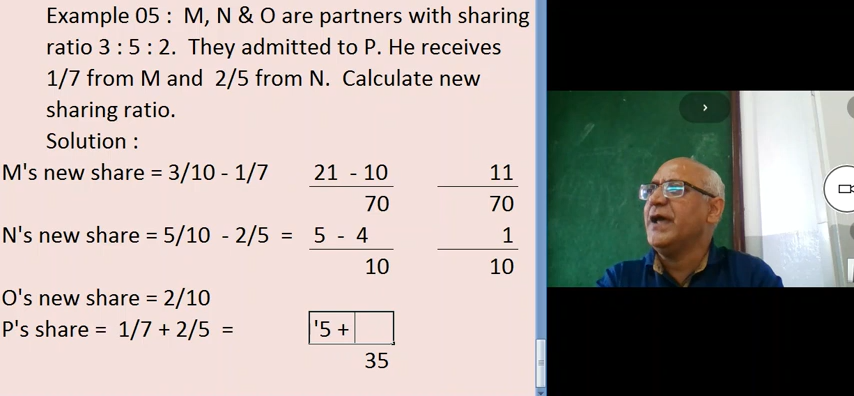 Example 05 : M, N & O are partners with sharing
ratio 3 : 5 : 2. They admitted to P. He receives
1/7 from M and 2/5 from N. Calculate new
sharing ratio.
Solution :
M's new share = 3/10 - 1/7 21 - 10 11
70 70
N's new share = 5/10 - 2/5 = 5 - 4 1
10 10
O's new share = 2/10
P's share = 1/7 + 2/5 = '5 +
35